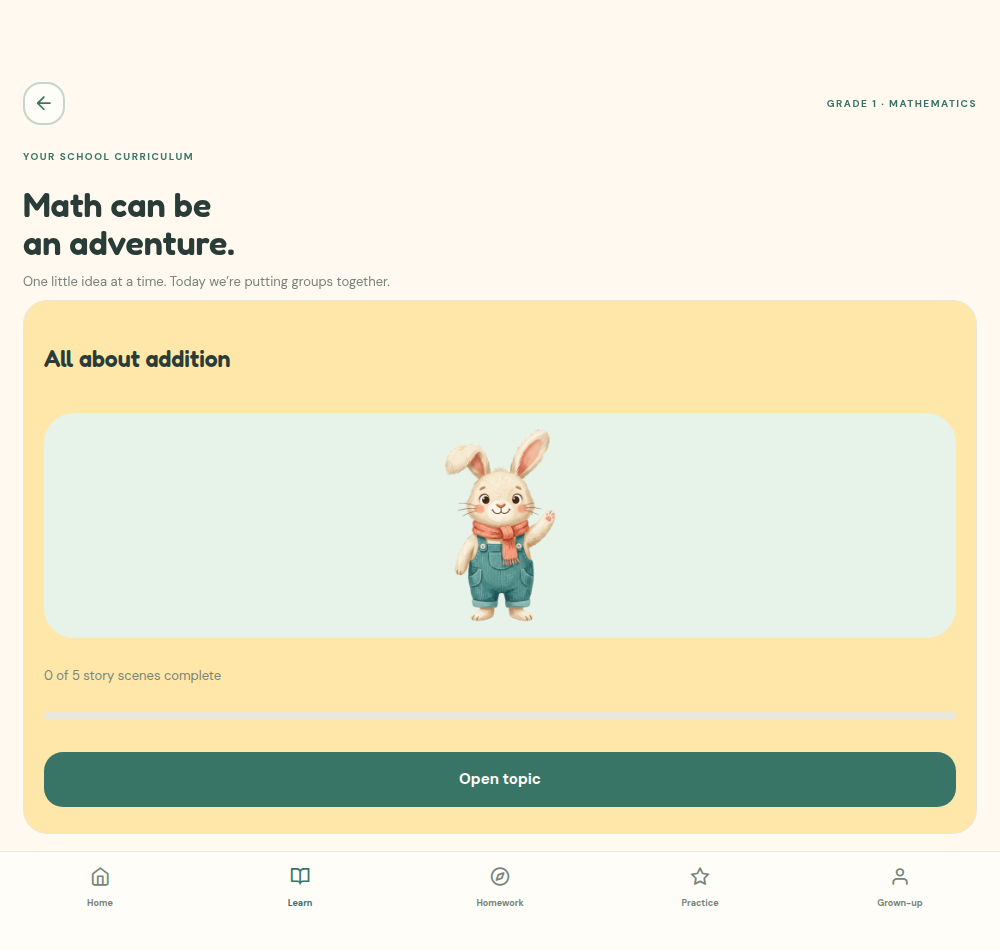 GRADE 1 · MATHEMATICS
YOUR SCHOOL CURRICULUM
Math can be
an adventure.
One little idea at a time. Today we’re putting groups together.
All about addition
0 of 5 story scenes complete
Open topic
Home
Learn
Homework
Practice
Grown-up